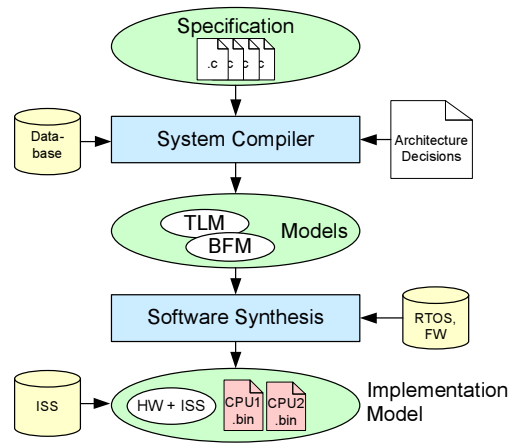 Specification
.c c c c
Data-
base
System Compiler
Architecture
Decisions
TLM
BFM
Models
Software Synthesis
RTOS,
FW
ISS
HW + ISS
CPU1
.bin
CPU2
.bin
Implementation
Model